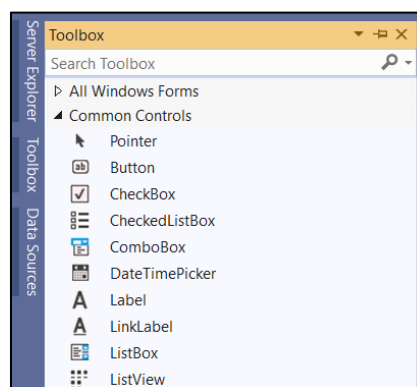 Server Explorer
Toolbox
Data Sources
Toolbox
Search Toolbox
All Windows Forms
Common Controls
Pointer
ab Button
CheckBox
CheckedListBox
ComboBox
DateTimePicker
A Label
A LinkLabel
ListBox
ListView